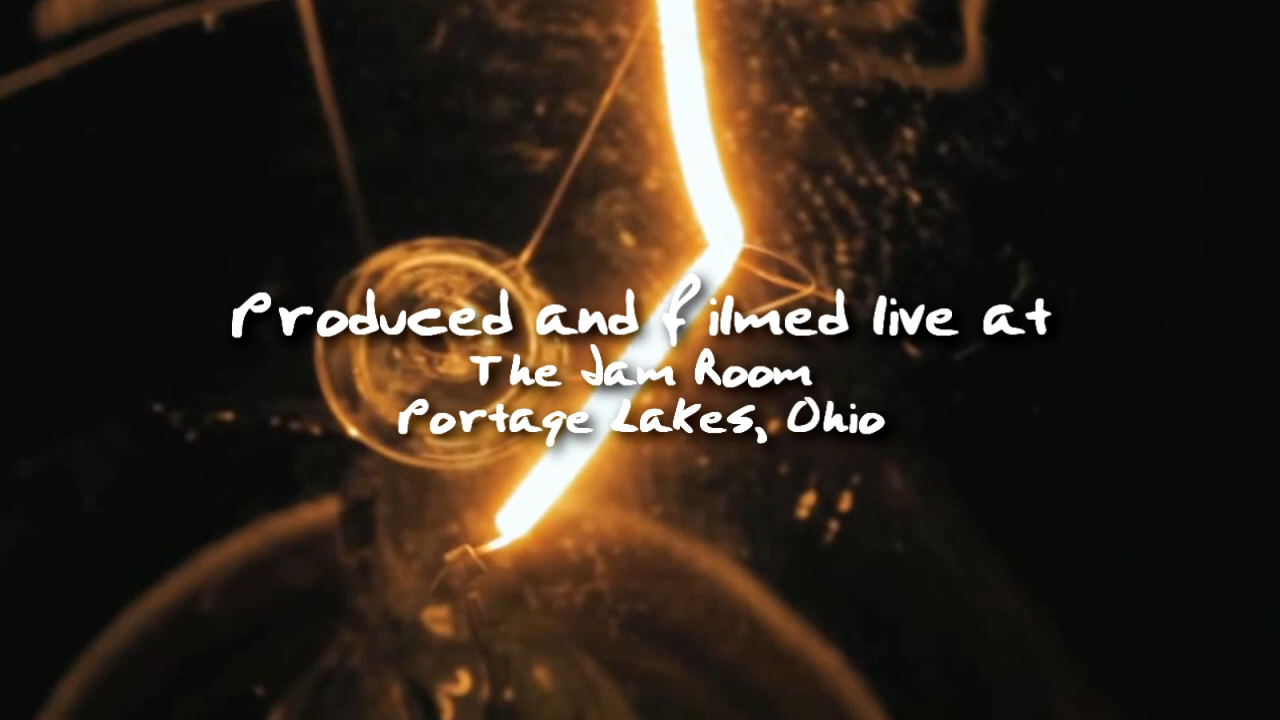 Produced and filmed live at
The Jam Room
Portage Lakes, Ohio